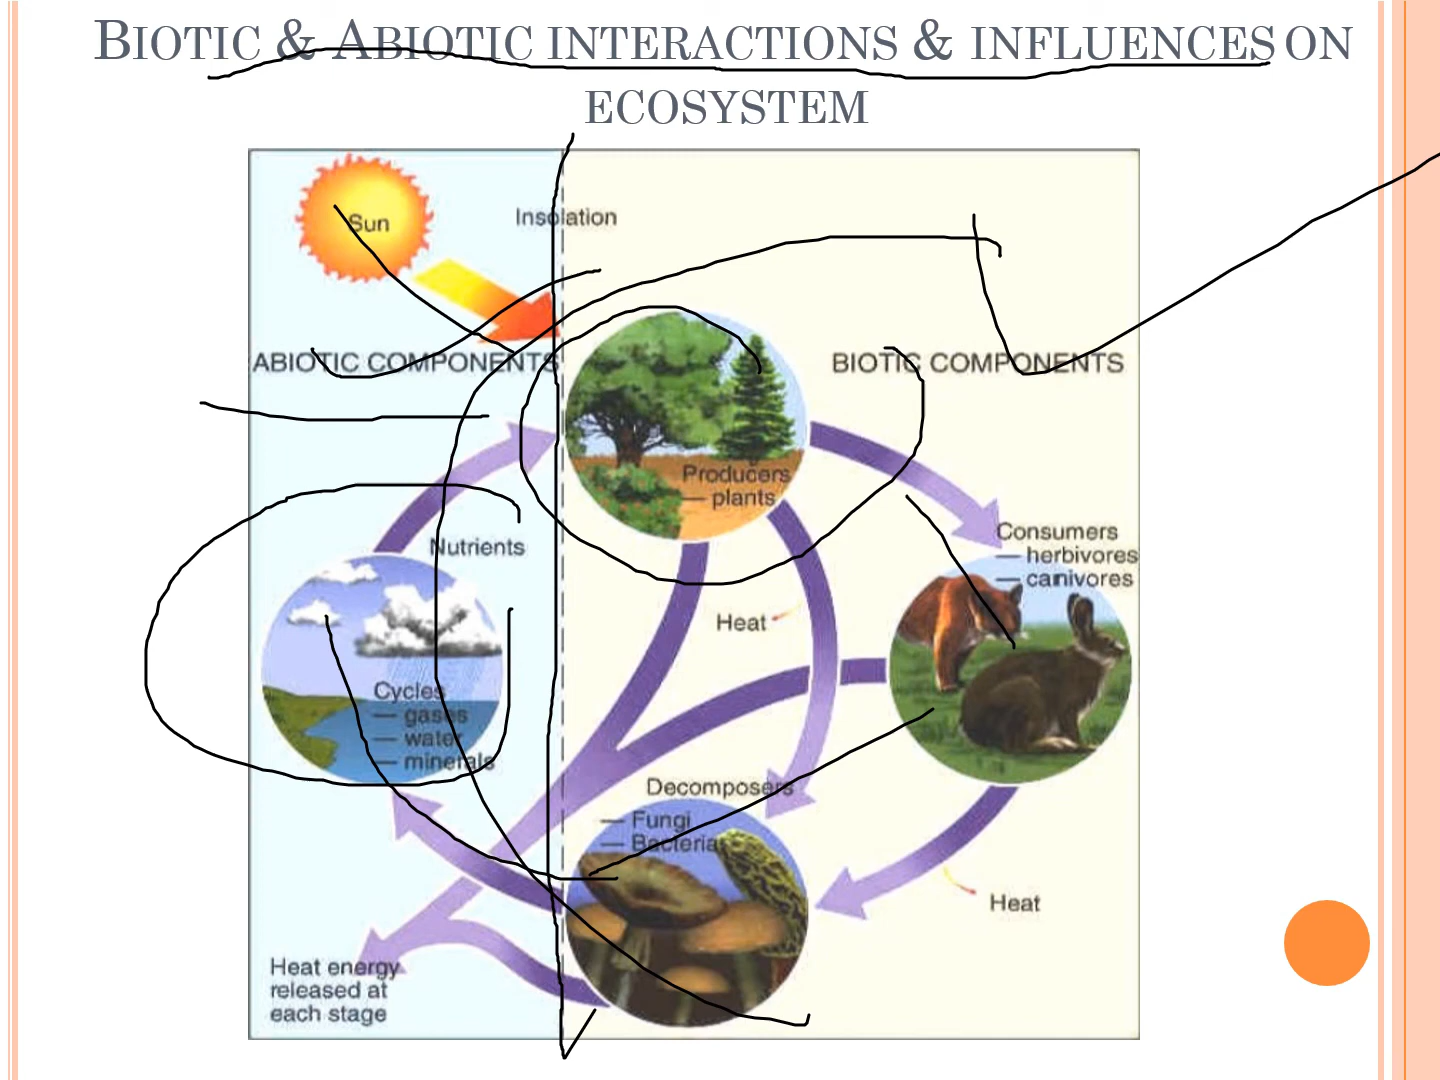 BIOTIC & ABIOTIC INTERACTIONS & INFLUENCES ON
ECOSYSTEM
Sun
Insolation
ABIOTIC COMPONENTS
BIOTIC COMPONENTS
Producers
— plants
Nutrients
Consumers
— herbivores
— carnivores
Heat
Cycles
— gases
— water
— minerals
Decomposers
— Fungi
— Bacteria
Heat
Heat energy
released at
each stage